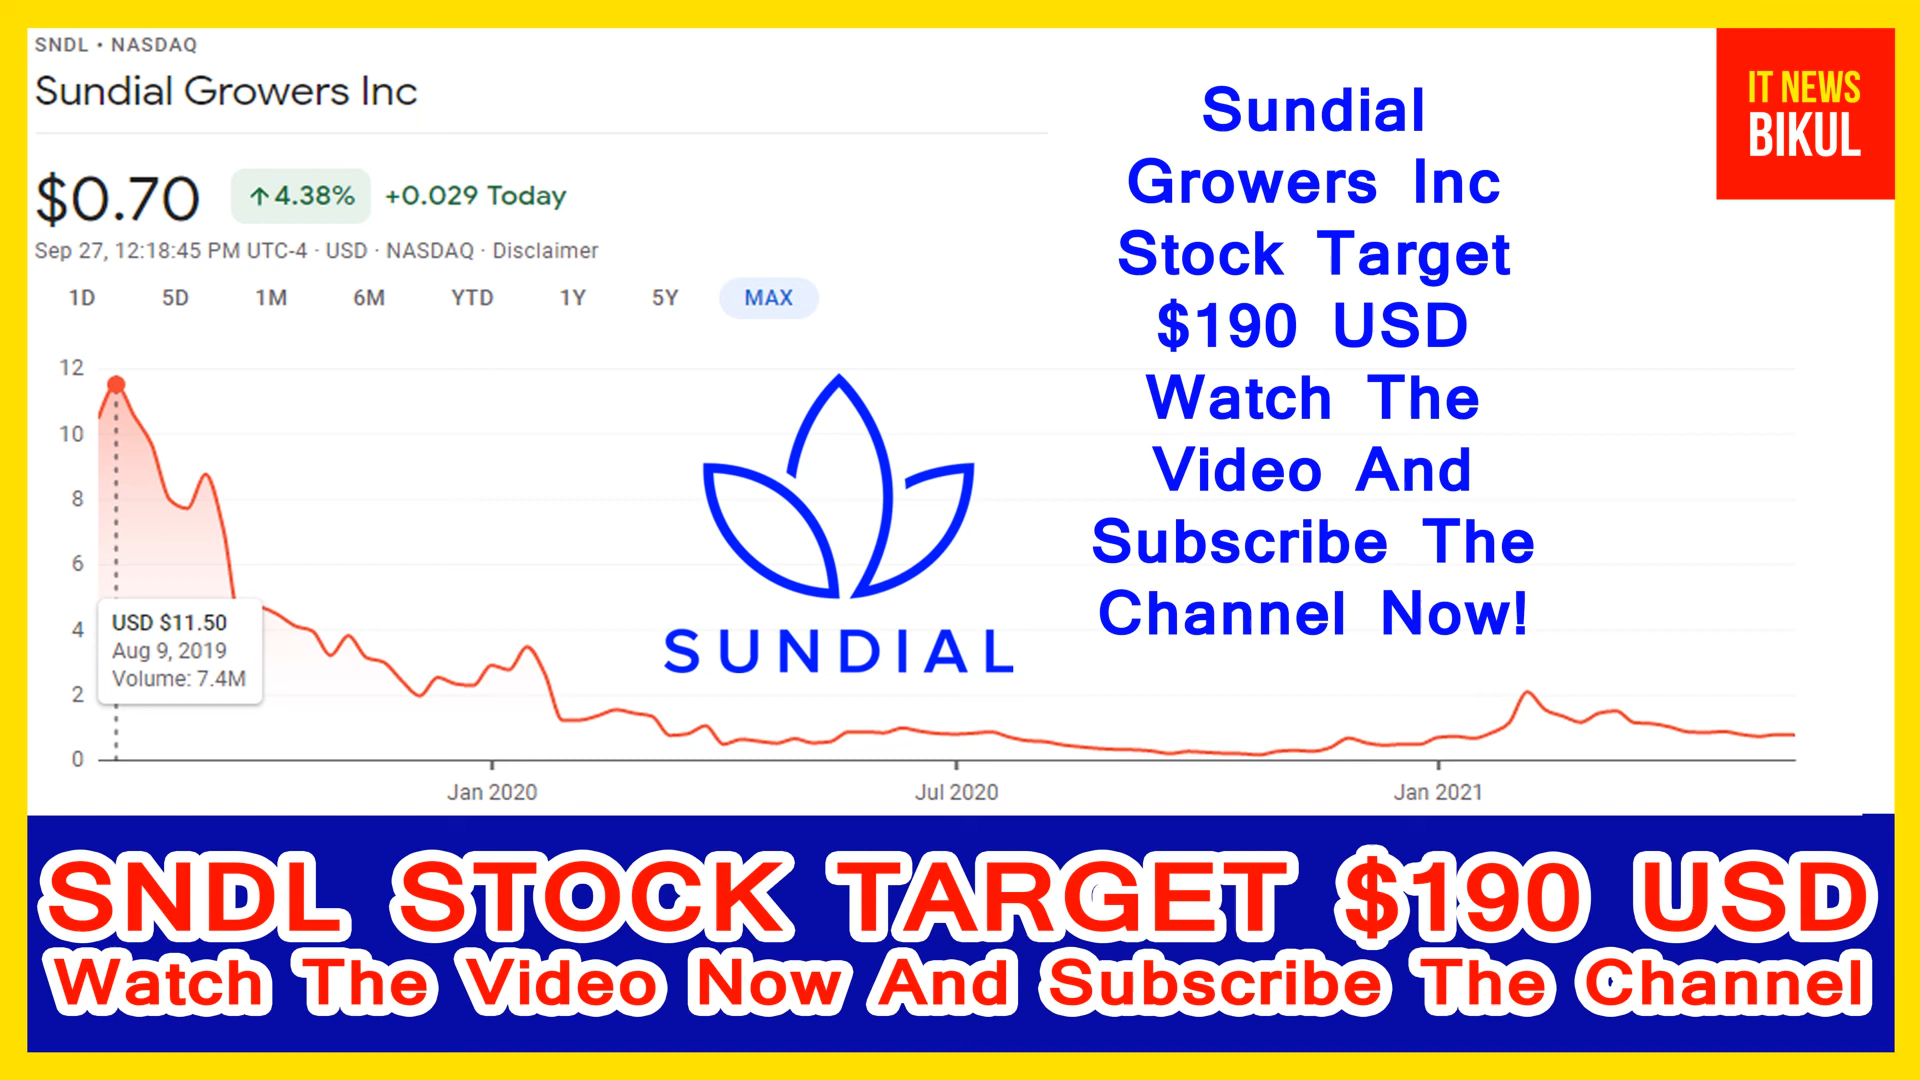 SNDL • NASDAQ
Sundial Growers Inc
$0.70 ↑4.38% +0.029 Today
Sep 27, 12:18:45 PM UTC-4 · USD · NASDAQ · Disclaimer
1D 5D 1M 6M YTD 1Y 5Y MAX
12
10
8
6
4
2
0
USD $11.50
Aug 9, 2019
Volume: 7.4M
Jan 2020 Jul 2020 Jan 2021
SUNDIAL
Sundial
Growers Inc
Stock Target
$190 USD
Watch The
Video And
Subscribe The
Channel Now!
IT NEWS
BIKUL
SNDL STOCK TARGET $190 USD
Watch The Video Now And Subscribe The Channel